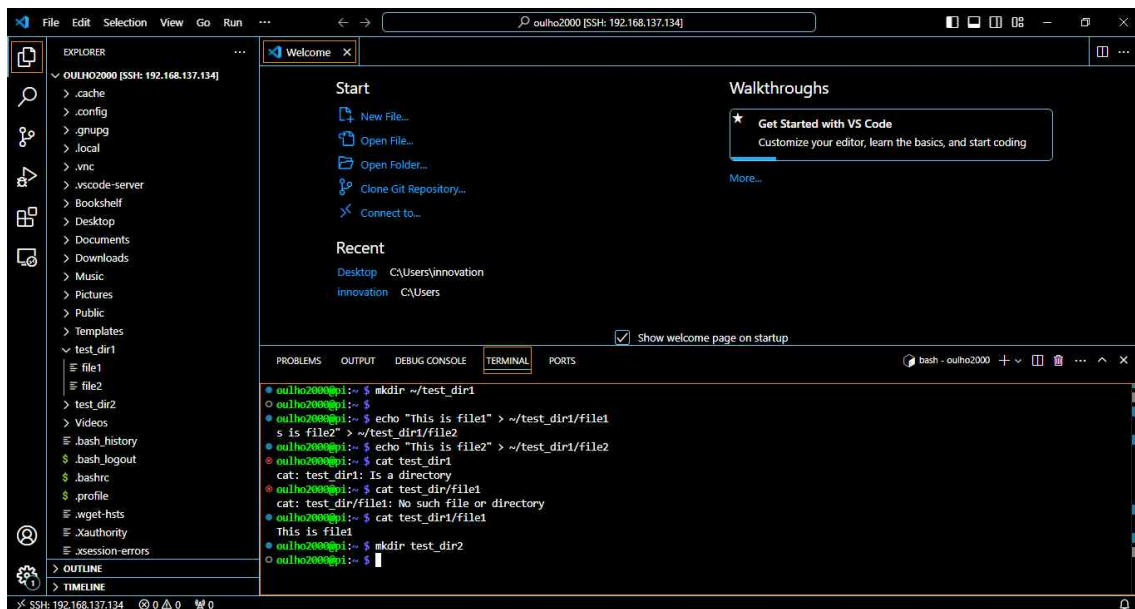 File Edit Selection View Go Run ···
oulho2000 [SSH: 192.168.137.134]
EXPLORER ···
OULHO2000 [SSH: 192.168.137.134]
.cache
.config
.gnupg
.local
.vnc
.vscode-server
Bookshelf
Desktop
Documents
Downloads
Music
Pictures
Public
Templates
test_dir1
file1
file2
test_dir2
Videos
.bash_history
.bash_logout
.bashrc
.profile
.wget-hsts
.Xauthority
.xsession-errors
OUTLINE
TIMELINE
Welcome
Start
New File...
Open File...
Open Folder...
Clone Git Repository...
Connect to...
Recent
Desktop C:\Users\innovation
innovation C:\Users
Walkthroughs
Get Started with VS Code
Customize your editor, learn the basics, and start coding
More...
Show welcome page on startup
PROBLEMS OUTPUT DEBUG CONSOLE TERMINAL PORTS
bash - oulho2000
oulho2000@pi:~ $ mkdir ~/test_dir1
oulho2000@pi:~ $
oulho2000@pi:~ $ echo "This is file1" > ~/test_dir1/file1
s is file2" > ~/test_dir1/file2
oulho2000@pi:~ $ echo "This is file2" > ~/test_dir1/file2
oulho2000@pi:~ $ cat test_dir1
cat: test_dir1: Is a directory
oulho2000@pi:~ $ cat test_dir/file1
cat: test_dir/file1: No such file or directory
oulho2000@pi:~ $ cat test_dir1/file1
This is file1
oulho2000@pi:~ $ mkdir test_dir2
oulho2000@pi:~ $
1
SSH: 192.168.137.134 0 0 0